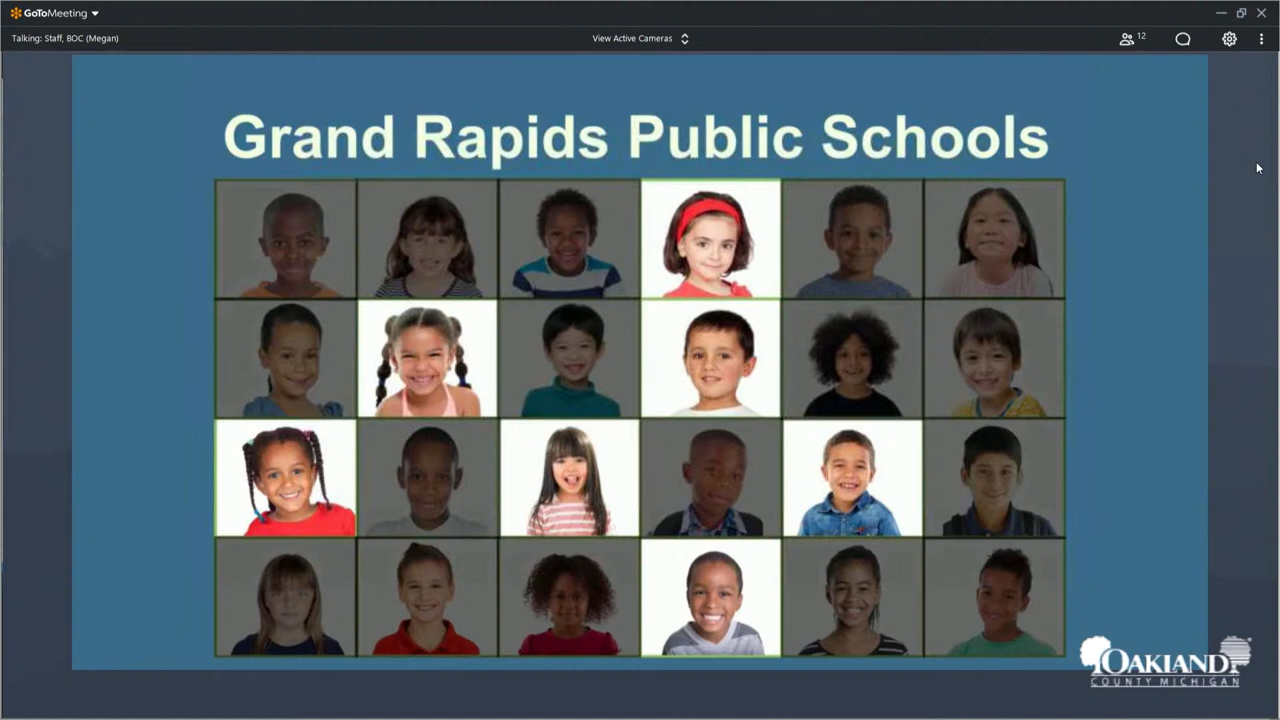 GoToMeeting
Talking: Staff, BOC (Megan)
View Active Cameras
12
Grand Rapids Public Schools
OAKLAND
COUNTY MICHIGAN